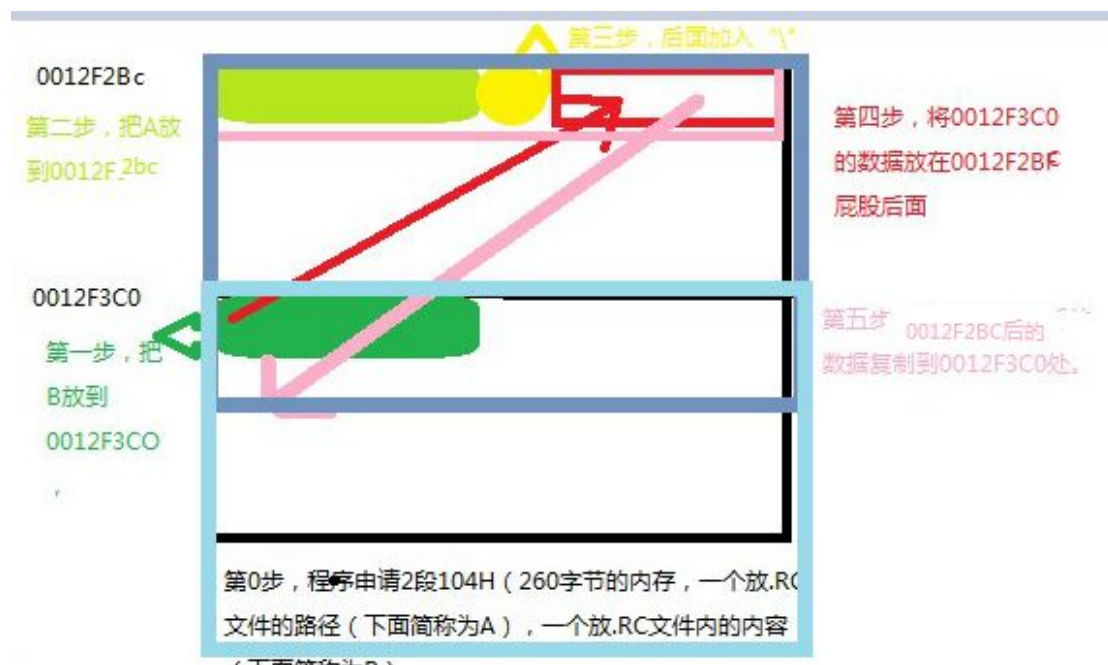 第三步，后面加入 "\"
0012F2Bc
第二步，把A放
到0012F_2bc
第四步，将0012F3C0
的数据放在0012F2BF
屁股后面
0012F3C0
第一步，把
B放到
0012F3CO
，
第五步 0012F2BC后的
数据复制到0012F3C0处。
第0步，程序申请2段104H（260字节的内存，一个放.RC
文件的路径（下面简称为A），一个放.RC文件内的内容
（下面简称为B）